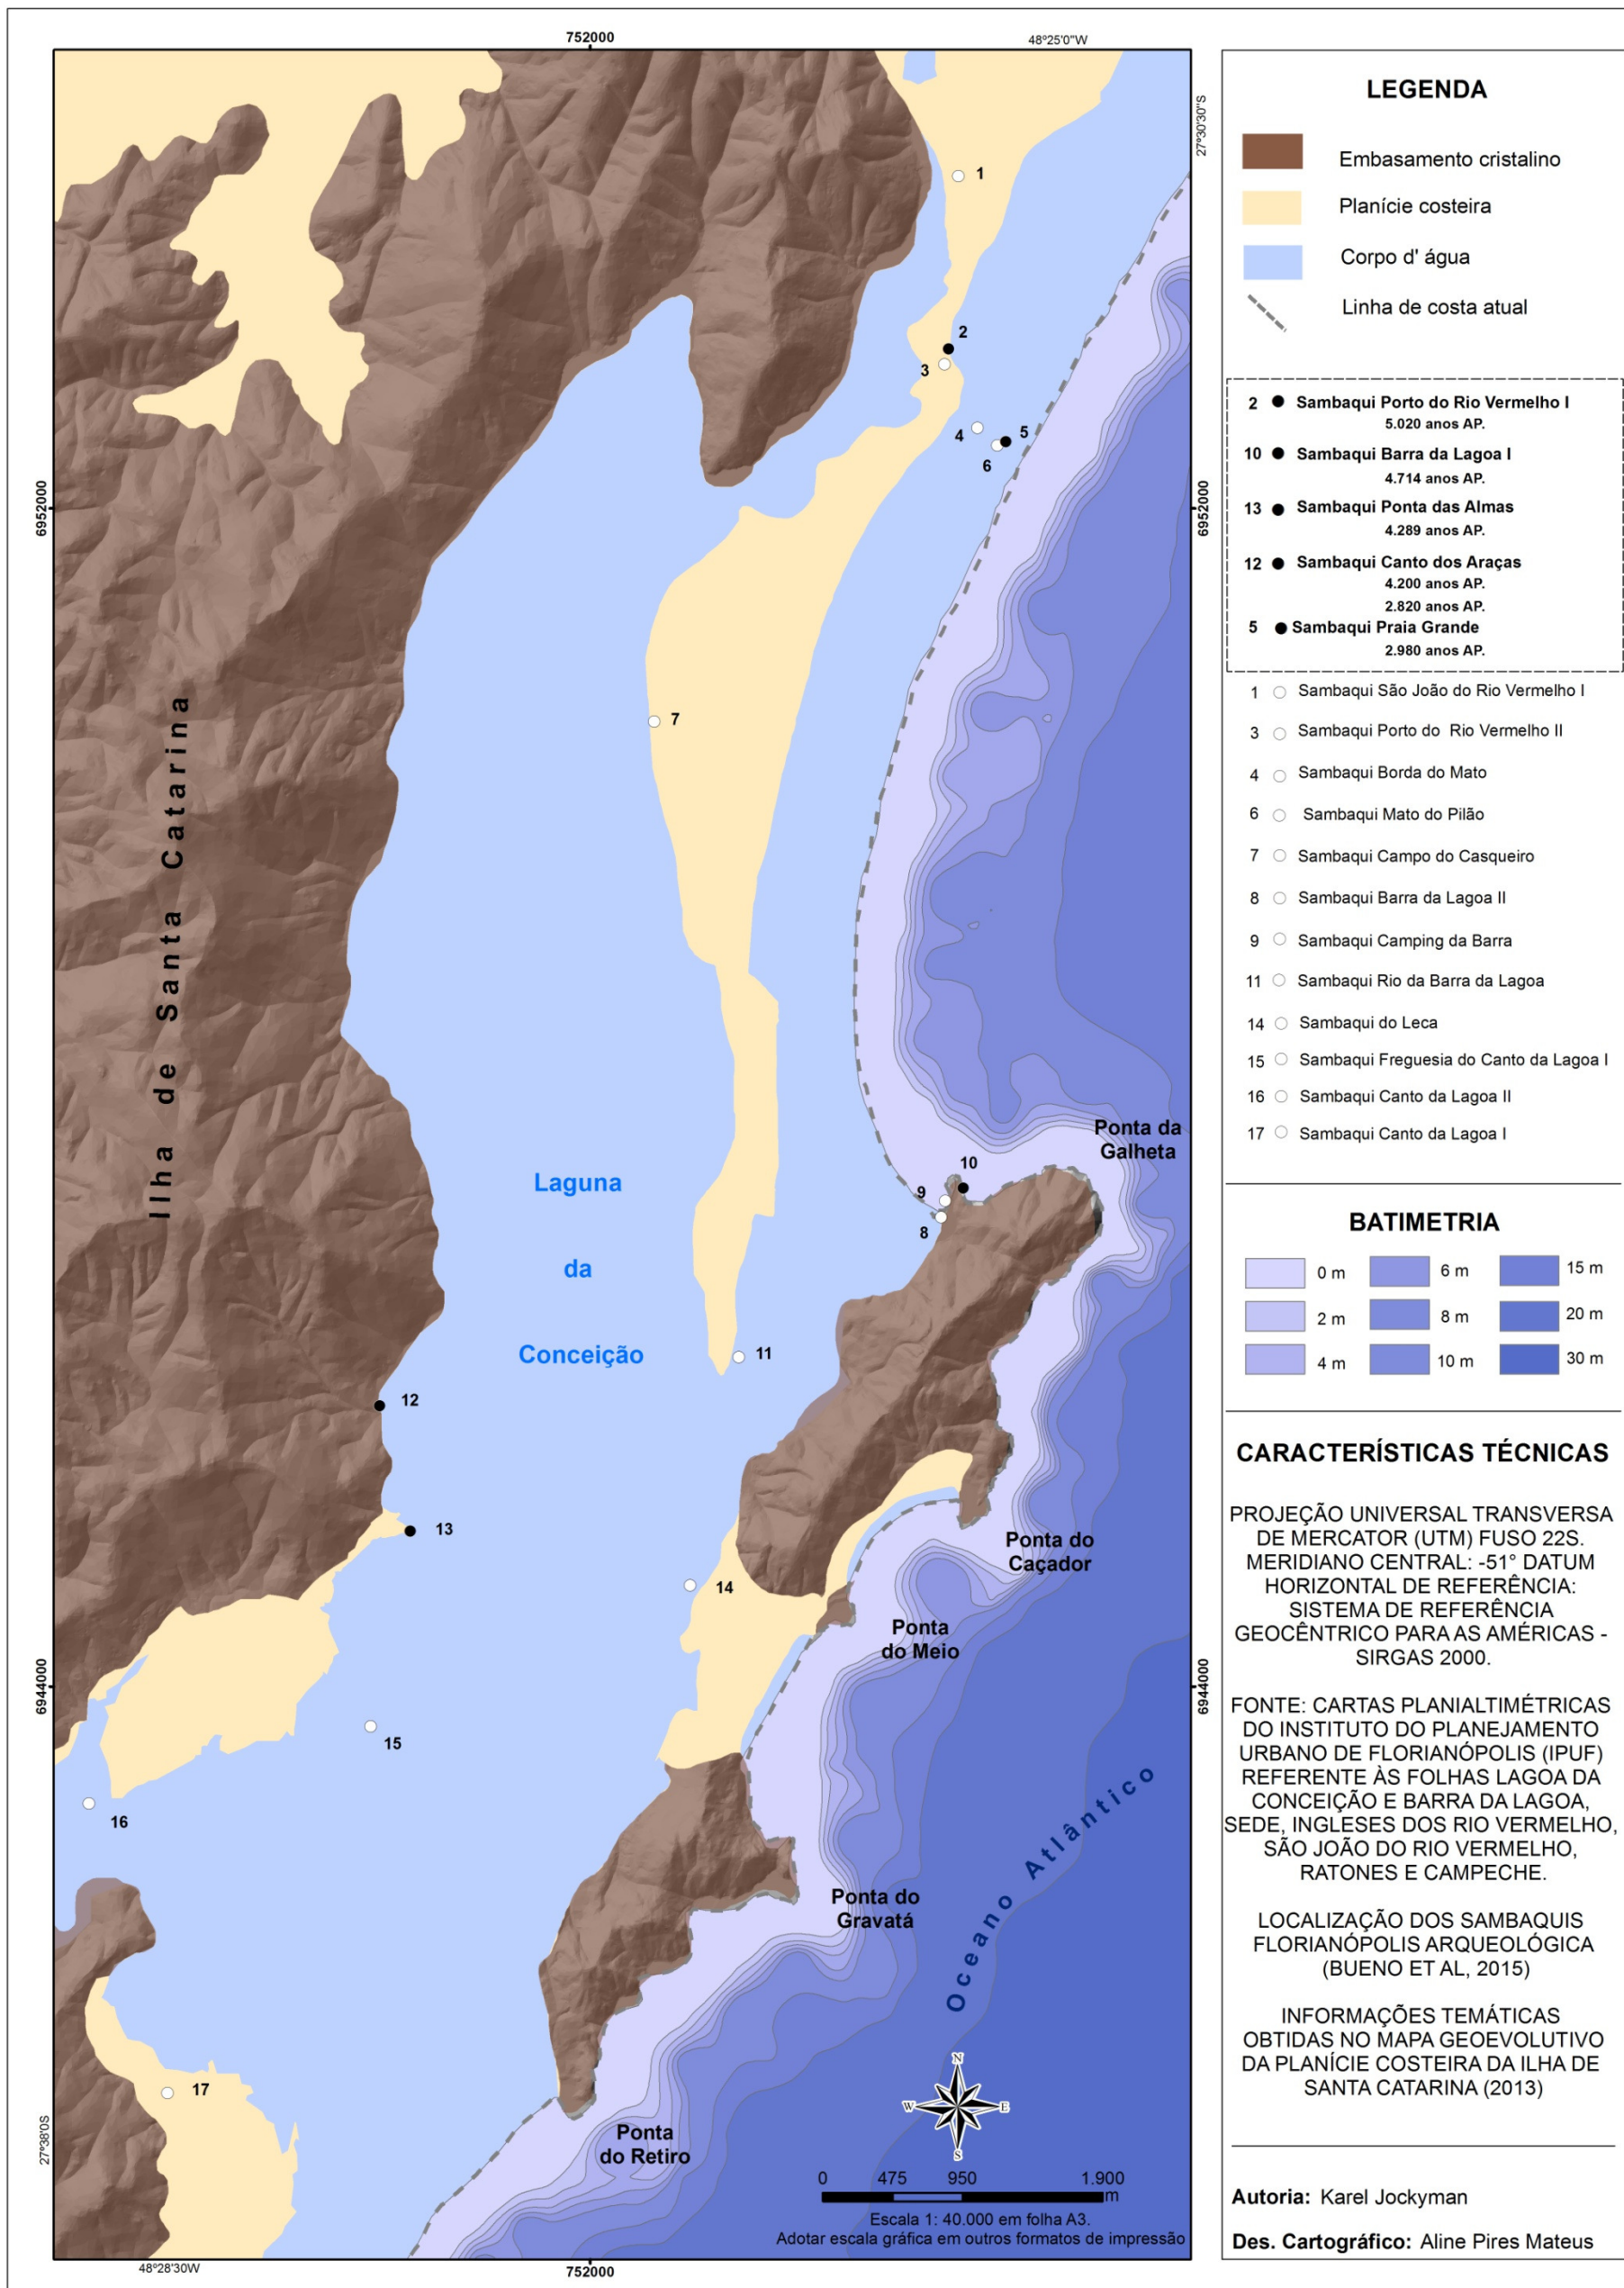 752000
48°25'0"W
27°30'30"S
1
2
3
4
5
6
6952000
6952000
7
Ilha de Santa Catarina
Ponta da
Galheta
10
9
8
Laguna
da
Conceição
11
12
13
Ponta do
Caçador
14
Ponta
do Meio
6944000
6944000
15
16
Oceano Atlântico
Ponta do
Gravatá
17
N
W
E
S
27°38'0S
Ponta
do Retiro
0 475 950 1.900
m
Escala 1: 40.000 em folha A3.
Adotar escala gráfica em outros formatos de impressão
48°28'30W
752000
LEGENDA
Embasamento cristalino
Planície costeira
Corpo d' água
Linha de costa atual
2 Sambaqui Porto do Rio Vermelho I
5.020 anos AP.
10 Sambaqui Barra da Lagoa I
4.714 anos AP.
13 Sambaqui Ponta das Almas
4.289 anos AP.
12 Sambaqui Canto dos Araças
4.200 anos AP.
2.820 anos AP.
5 Sambaqui Praia Grande
2.980 anos AP.
1 Sambaqui São João do Rio Vermelho I
3 Sambaqui Porto do Rio Vermelho II
4 Sambaqui Borda do Mato
6 Sambaqui Mato do Pilão
7 Sambaqui Campo do Casqueiro
8 Sambaqui Barra da Lagoa II
9 Sambaqui Camping da Barra
11 Sambaqui Rio da Barra da Lagoa
14 Sambaqui do Leca
15 Sambaqui Freguesia do Canto da Lagoa I
16 Sambaqui Canto da Lagoa II
17 Sambaqui Canto da Lagoa I
BATIMETRIA
0 m 6 m 15 m
2 m 8 m 20 m
4 m 10 m 30 m
CARACTERÍSTICAS TÉCNICAS
PROJEÇÃO UNIVERSAL TRANSVERSA
DE MERCATOR (UTM) FUSO 22S.
MERIDIANO CENTRAL: -51° DATUM
HORIZONTAL DE REFERÊNCIA:
SISTEMA DE REFERÊNCIA
GEOCÊNTRICO PARA AS AMÉRICAS -
SIRGAS 2000.
FONTE: CARTAS PLANIALTIMÉTRICAS
DO INSTITUTO DO PLANEJAMENTO
URBANO DE FLORIANÓPOLIS (IPUF)
REFERENTE ÀS FOLHAS LAGOA DA
CONCEIÇÃO E BARRA DA LAGOA,
SEDE, INGLESES DOS RIO VERMELHO,
SÃO JOÃO DO RIO VERMELHO,
RATONES E CAMPECHE.
LOCALIZAÇÃO DOS SAMBAQUIS
FLORIANÓPOLIS ARQUEOLÓGICA
(BUENO ET AL, 2015)
INFORMAÇÕES TEMÁTICAS
OBTIDAS NO MAPA GEOEVOLUTIVO
DA PLANÍCIE COSTEIRA DA ILHA DE
SANTA CATARINA (2013)
Autoria: Karel Jockyman
Des. Cartográfico: Aline Pires Mateus